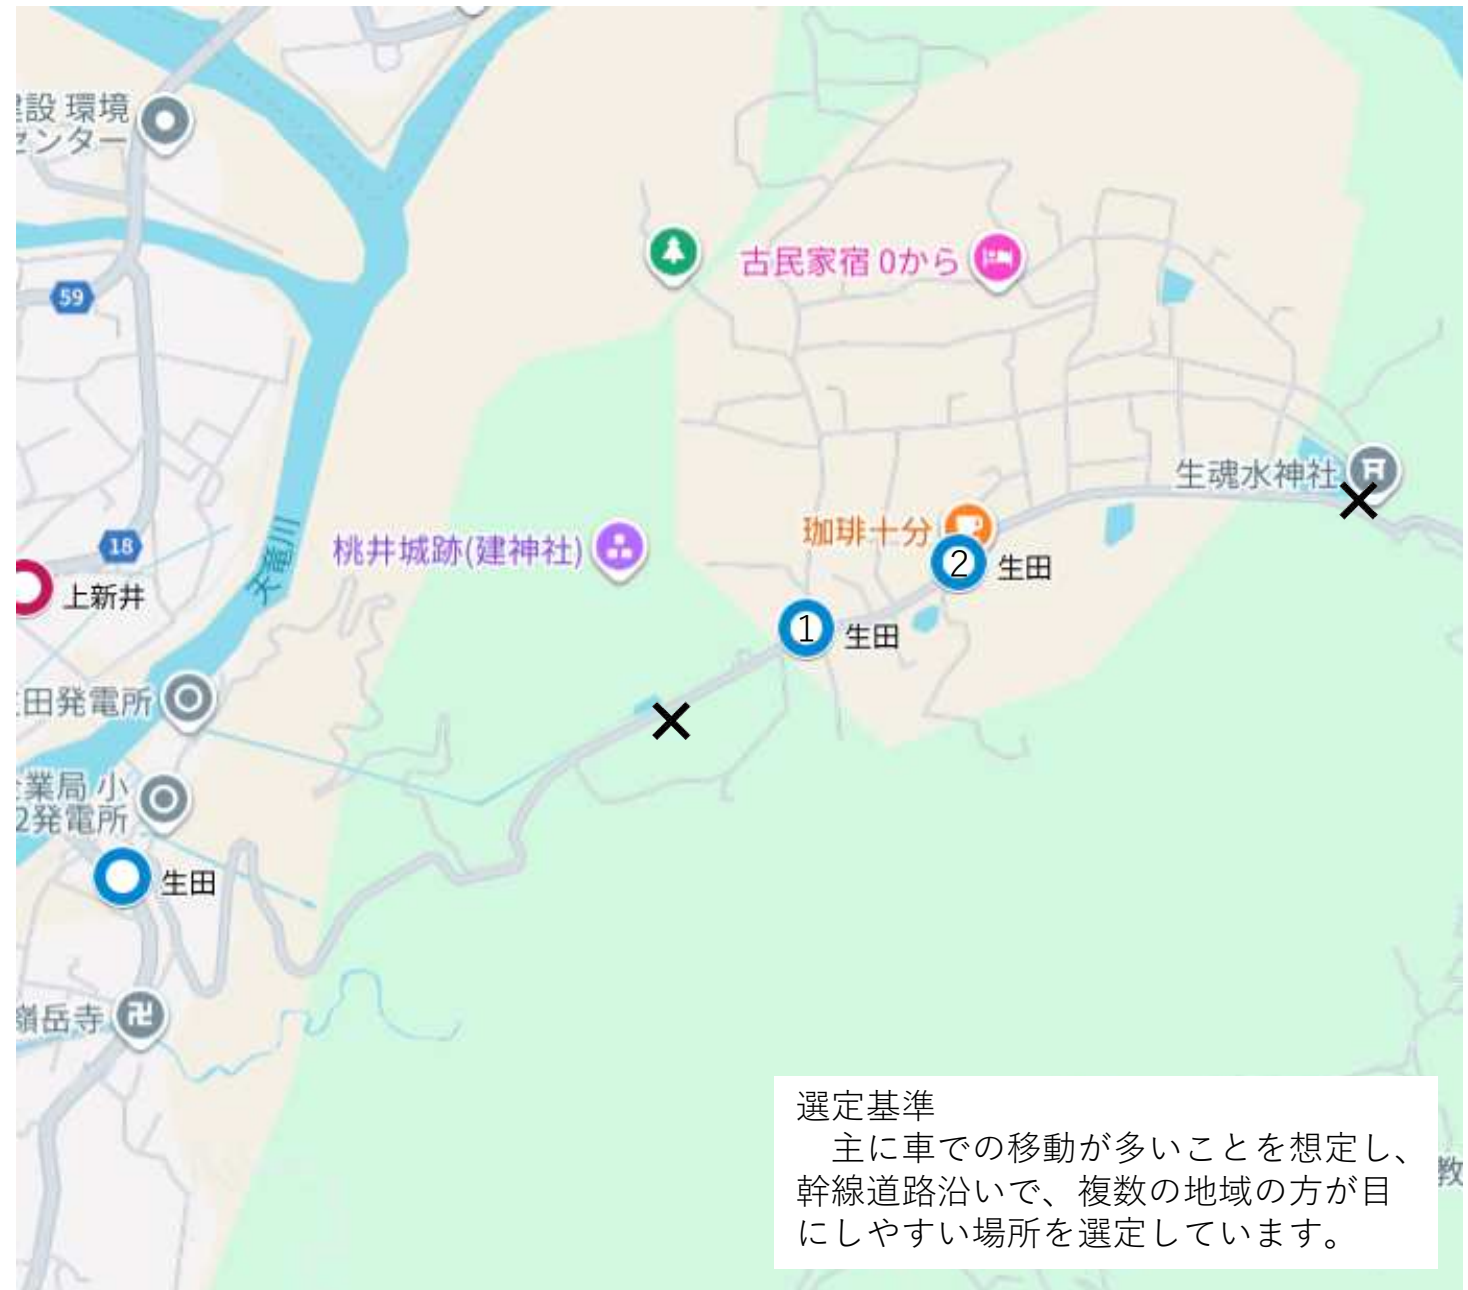 設 環境
センター
59
古民家宿 0から
生魂水神社
珈琲十分
桃井城跡(建神社)
18
天竜川
上新井
2
生田
1
生田
田発電所
業局 小
2発電所
生田
嶺岳寺
卍
選定基準
主に車での移動が多いことを想定し、
幹線道路沿いで、複数の地域の方が目
にしやすい場所を選定しています。
教